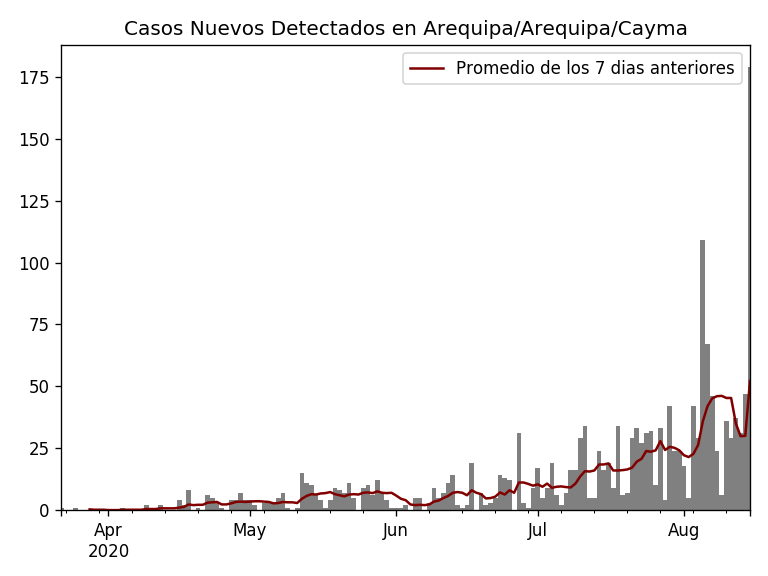 Casos Nuevos Detectados en Arequipa/Arequipa/Cayma
Promedio de los 7 dias anteriores
175
150
125
100
75
50
25
0
Apr
2020
May
Jun
Jul
Aug